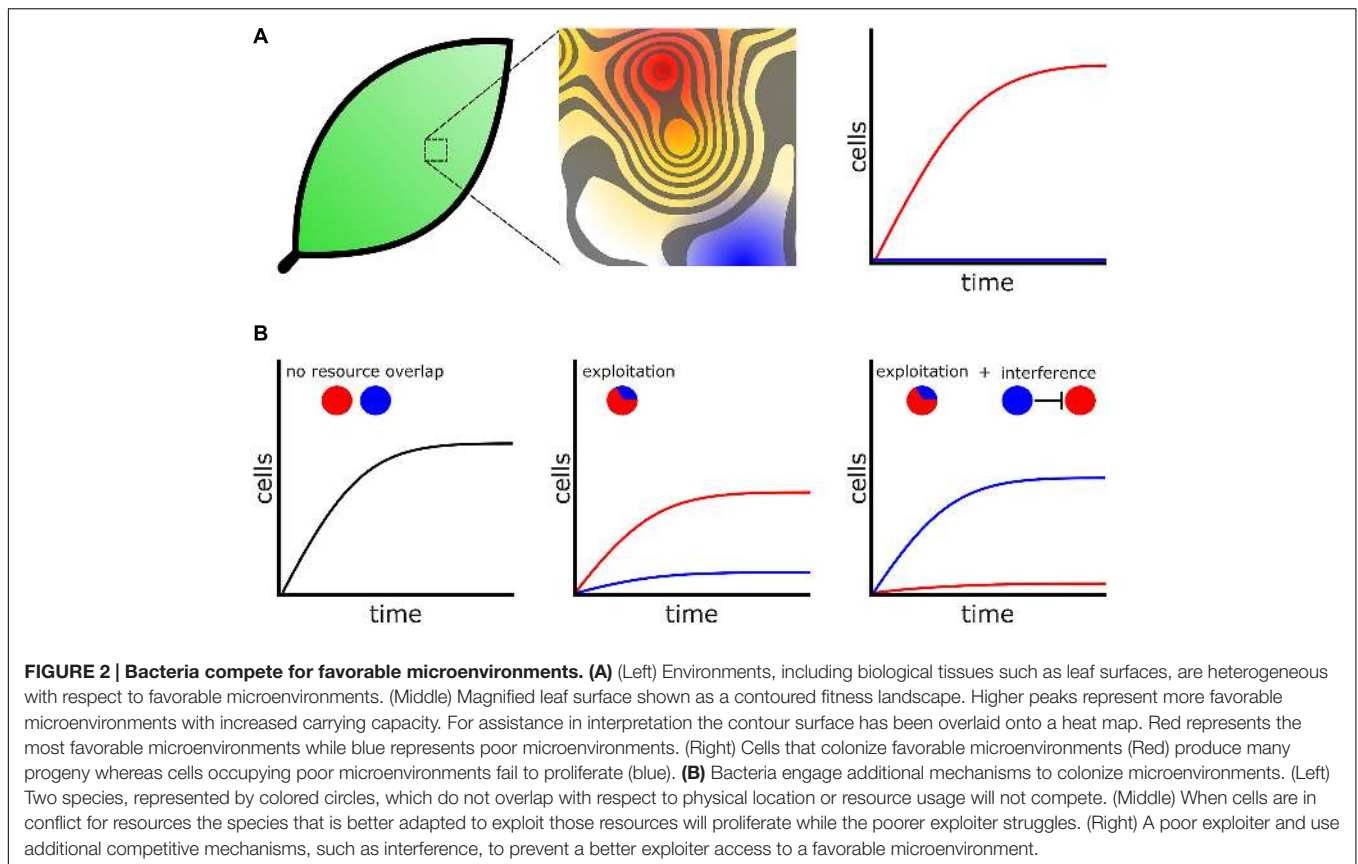 A
cells
time
B
no resource overlap
cells
time
exploitation
cells
time
exploitation + interference
cells
time
FIGURE 2 | Bacteria compete for favorable microenvironments. (A) (Left) Environments, including biological tissues such as leaf surfaces, are heterogeneous
with respect to favorable microenvironments. (Middle) Magnified leaf surface shown as a contoured fitness landscape. Higher peaks represent more favorable
microenvironments with increased carrying capacity. For assistance in interpretation the contour surface has been overlaid onto a heat map. Red represents the
most favorable microenvironments while blue represents poor microenvironments. (Right) Cells that colonize favorable microenvironments (Red) produce many
progeny whereas cells occupying poor microenvironments fail to proliferate (blue). (B) Bacteria engage additional mechanisms to colonize microenvironments. (Left)
Two species, represented by colored circles, which do not overlap with respect to physical location or resource usage will not compete. (Middle) When cells are in
conflict for resources the species that is better adapted to exploit those resources will proliferate while the poorer exploiter struggles. (Right) A poor exploiter and use
additional competitive mechanisms, such as interference, to prevent a better exploiter access to a favorable microenvironment.